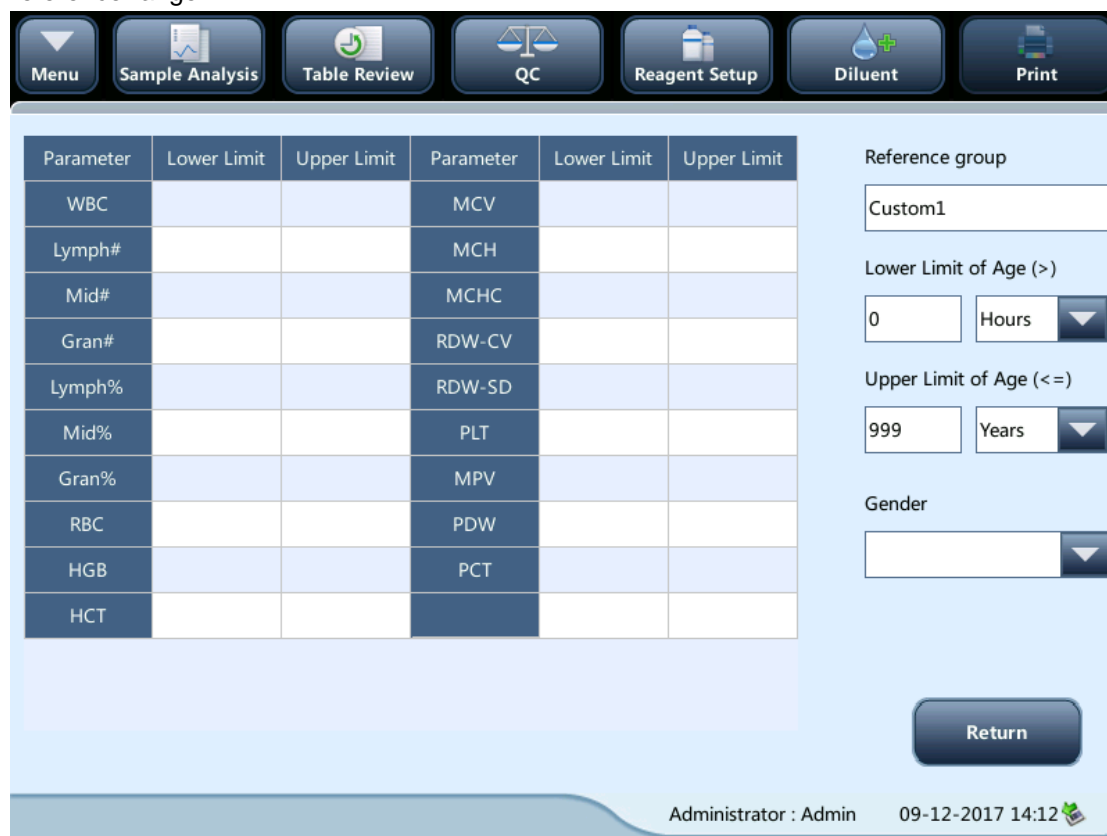 Menu Sample Analysis Table Review QC Reagent Setup Diluent Print
Parameter Lower Limit Upper Limit Parameter Lower Limit Upper Limit
WBC MCV
Lymph# MCH
Mid# MCHC
Gran# RDW-CV
Lymph% RDW-SD
Mid% PLT
Gran% MPV
RBC PDW
HGB PCT
HCT
Reference group
Custom1
Lower Limit of Age (>)
0 Hours
Upper Limit of Age (<=)
999 Years
Gender
Return
Administrator : Admin 09-12-2017 14:12